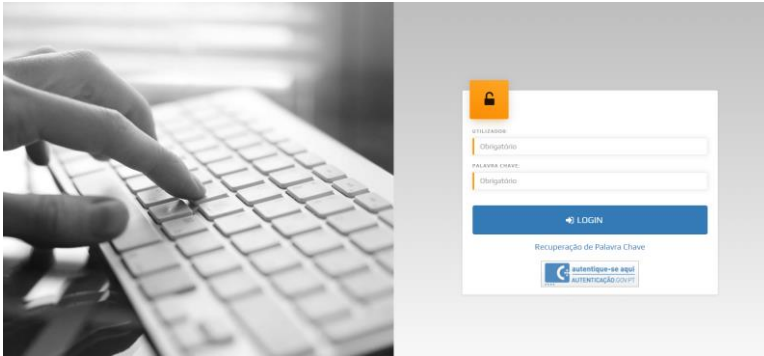 UTILIZADOR:
Obrigatório
PALAVRA CHAVE:
Obrigatório
LOGIN
Recuperação de Palavra Chave
autentique-se aqui
AUTENTICAÇÃO.GOV.PT